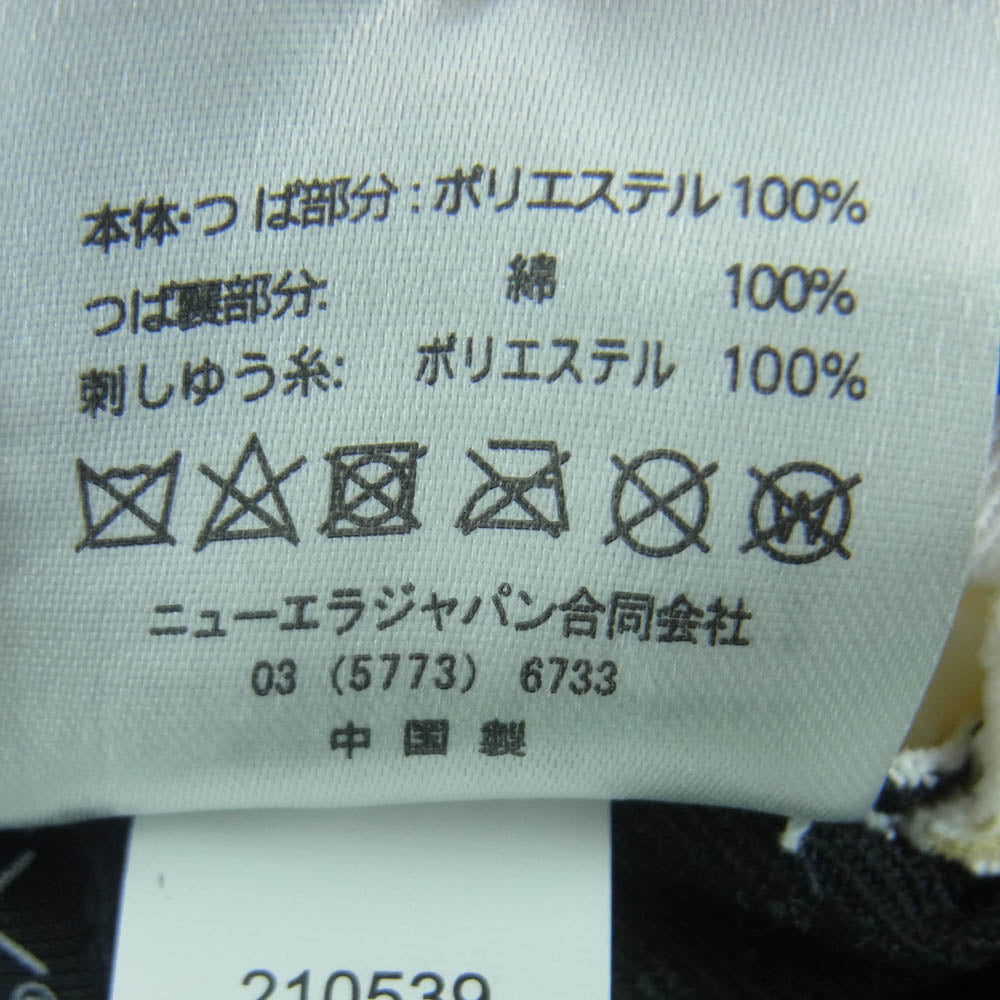 本体・つば部分:ポリエステル 100%
つば裏部分: 綿 100%
刺しゅう糸: ポリエステル 100%
ニューエラジャパン合同会社
03 (5773) 6733
中国製
210539